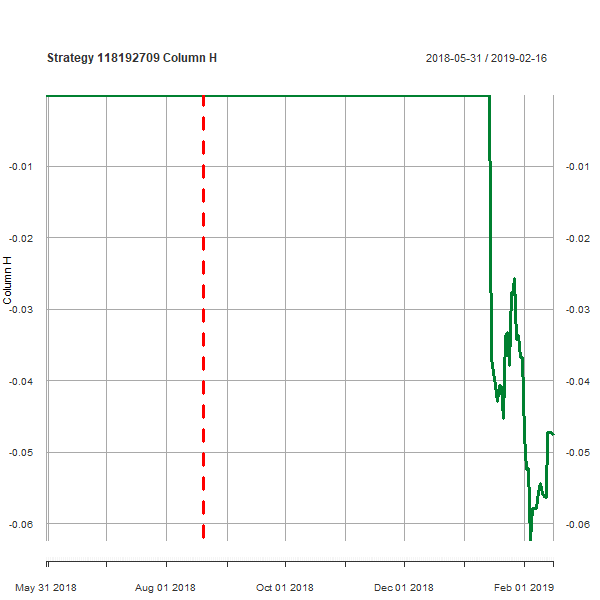 Strategy 118192709 Column H
2018-05-31 / 2019-02-16
-0.01 -0.01
-0.02 -0.02
-0.03 -0.03
-0.04 -0.04
-0.05 -0.05
-0.06 -0.06
Column H
May 31 2018 Aug 01 2018 Oct 01 2018 Dec 01 2018 Feb 01 2019